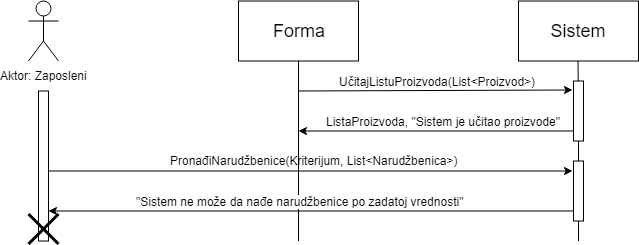 Forma
Sistem
Aktor: Zaposleni
UčitajListuProizvoda(List<Proizvod>)
ListaProizvoda, "Sistem je učitao proizvode"
PronađiNarudžbenice(Kriterijum, List<Narudžbenica>)
"Sistem ne može da nađe narudžbenice po zadatoj vrednosti"